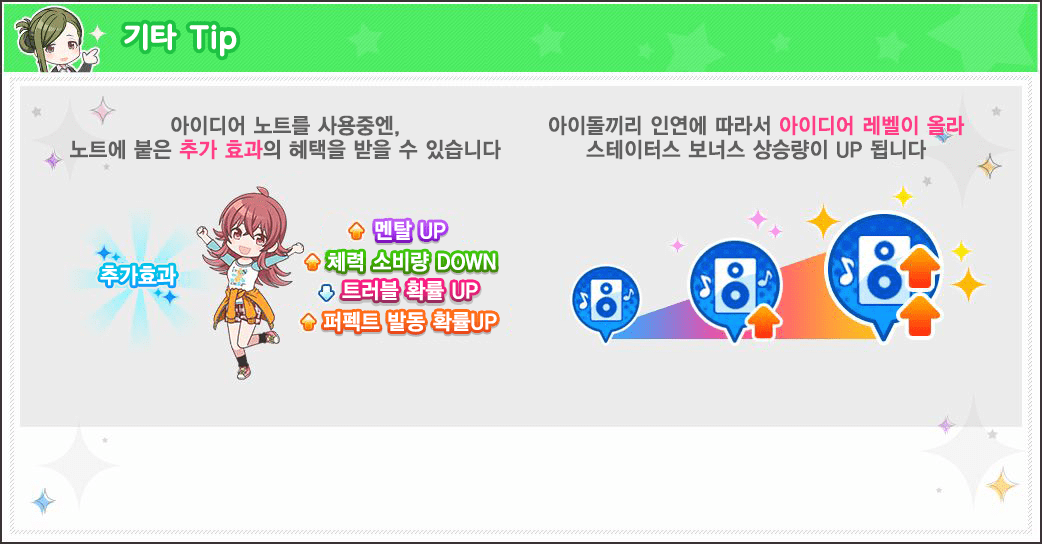 기타 Tip
아이디어 노트를 사용중엔,
노트에 붙은 추가 효과의 혜택을 받을 수 있습니다
추가효과
멘탈 UP
체력 소비량 DOWN
트러블 확률 UP
퍼펙트 발동 확률UP
아이돌끼리 인연에 따라서 아이디어 레벨이 올라
스테이터스 보너스 상승량이 UP 됩니다